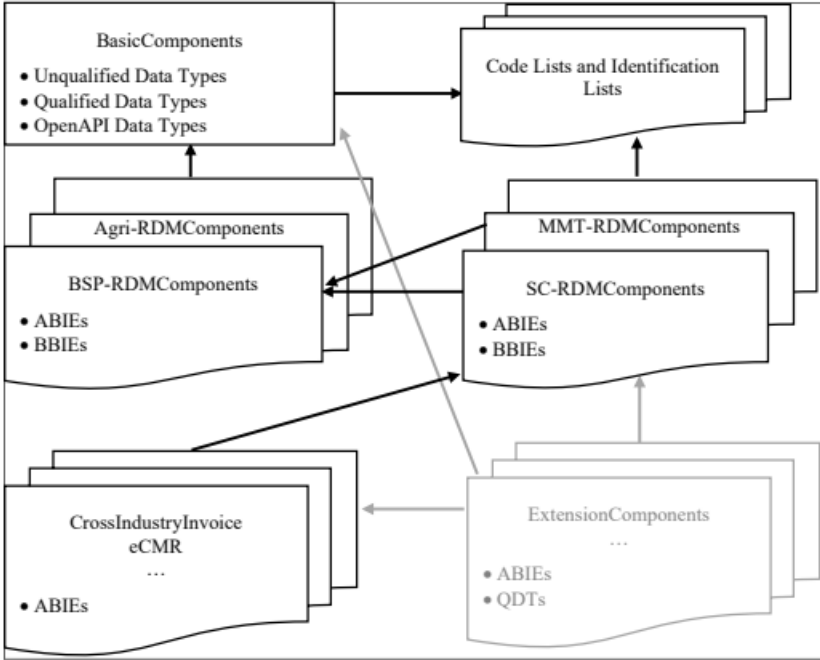 BasicComponents
• Unqualified Data Types
• Qualified Data Types
• OpenAPI Data Types
Code Lists and Identification
Lists
Agri-RDMComponents
BSP-RDMComponents
• ABIEs
• BBIEs
MMT-RDMComponents
SC-RDMComponents
• ABIEs
• BBIEs
CrossIndustryInvoice
eCMR
…
• ABIEs
ExtensionComponents
…
• ABIEs
• QDTs